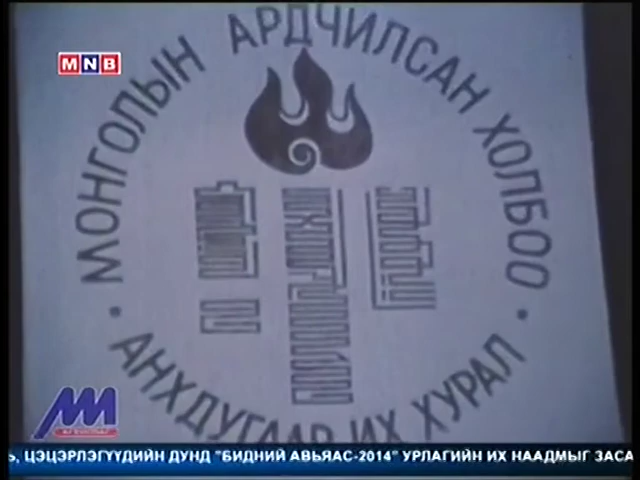 MNB
МОНГОЛЫН АРДЧИЛСАН ХОЛБОО
• АНХДУГААР ИХ ХУРАЛ •
Ь, ЦЭЦЭРЛЭГҮҮДИЙН ДУНД "БИДНИЙ АВЬЯАС-2014" УРЛАГИЙН ИХ НААДМЫГ ЗАСА